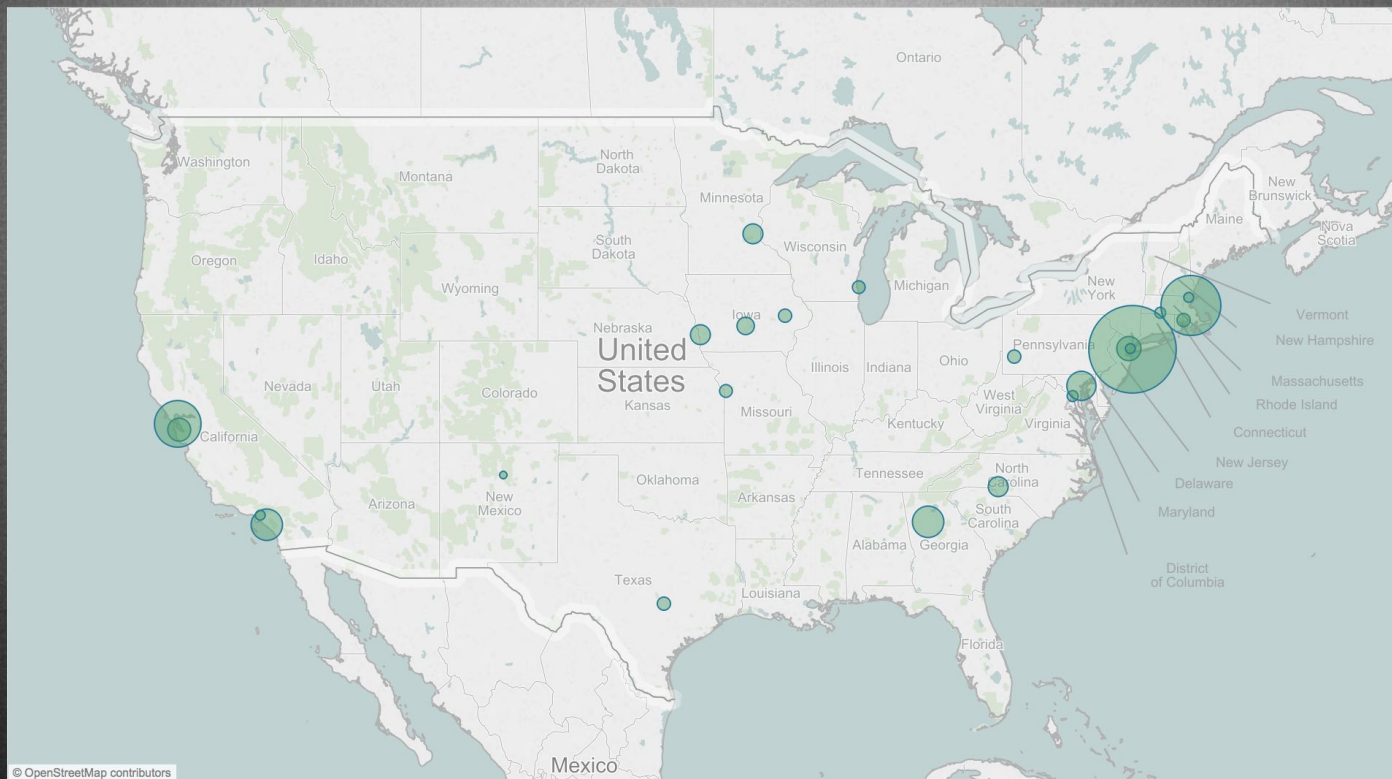 Ontario
Washington
Montana
North
Dakota
Minnesota
New
Brunswick
Maine
Nova
Scotia
Oregon
Idaho
South
Dakota
Wisconsin
Wyoming
Michigan
New
York
Vermont
New Hampshire
Nebraska
Iowa
United
States
Pennsylvania
Illinois
Indiana
Ohio
Massachusetts
Nevada
Utah
Colorado
Kansas
Missouri
West
Virginia
Virginia
Kentucky
Rhode Island
Connecticut
California
New Jersey
Delaware
Maryland
Arizona
New
Mexico
Oklahoma
Arkansas
Tennessee
North
Carolina
South
Carolina
Alabama
Georgia
District
of Columbia
Texas
Louisiana
Florida
Mexico
© OpenStreetMap contributors